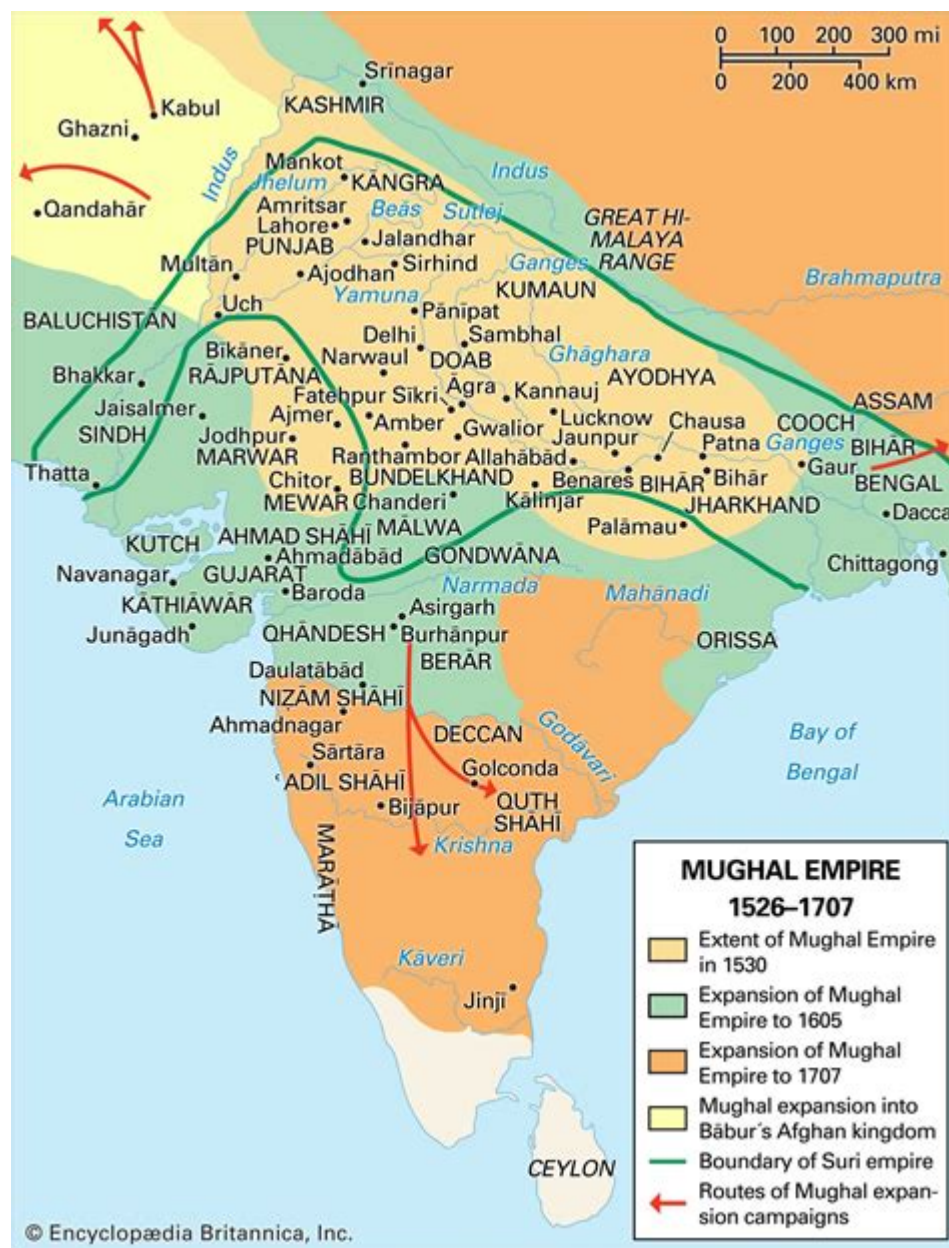 0 100 200 300 mi
0 200 400 km
Srīnagar
KASHMIR
Kabul
Ghazni
Indus
Qandahār
Mankot
Jhelum
KĀNGRA
Indus
Amritsar
Beās
Sutlej
Lahore
PUNJAB
Jalandhar
GREAT HI-
MALAYA
RANGE
Multān
Ajodhan
Sirhind
Ganges
Brahmaputra
Yamuna
KUMAUN
Uch
Pānīpat
BALUCHISTĀN
Delhi
Sambhal
Bīkāner
Narwaul
DOAB
Ghāghara
Bhakkar
RĀJPUTĀNA
Āgra
Kannauj
AYODHYA
Fatehpur Sīkri
Jaisalmer
Ajmer
Amber
Lucknow
Chausa
COOCH
BIHĀR
ASSAM
SINDH
Jodhpur
Gwalior
Jaunpur
Patna
Ganges
MARWAR
Ranthambor
Allahābād
Gaur
Thatta
Chitor
BUNDELKHAND
Benares
BIHĀR
Bihār
BENGAL
MEWAR
Chanderi
Kālinjar
JHARKHAND
Dacca
MĀLWA
Palāmau
KUTCH
AHMAD SHĀHĪ
Ahmadābād
GONDWĀNA
Chittagong
Navanagar
GUJARAT
Narmada
Mahānadi
KĀTHIĀWĀR
Baroda
Asirgarh
Junāgadh
QHĀNDESH
Burhānpur
ORISSA
BERĀR
Daulatābād
NIẒĀM SHĀHĪ
Ahmadnagar
DECCAN
Godāvari
Bay of
Bengal
Sārtāra
Golconda
Arabian
Sea
ADIL SHĀHĪ
Bijāpur
QUTH
SHĀHĪ
Krishna
MARĀṬHĀ
Kāveri
Jinjī
CEYLON
MUGHAL EMPIRE
1526–1707
Extent of Mughal Empire
in 1530
Expansion of Mughal
Empire to 1605
Expansion of Mughal
Empire to 1707
Mughal expansion into
Bābur's Afghan kingdom
Boundary of Suri empire
Routes of Mughal expan-
sion campaigns
© Encyclopædia Britannica, Inc.